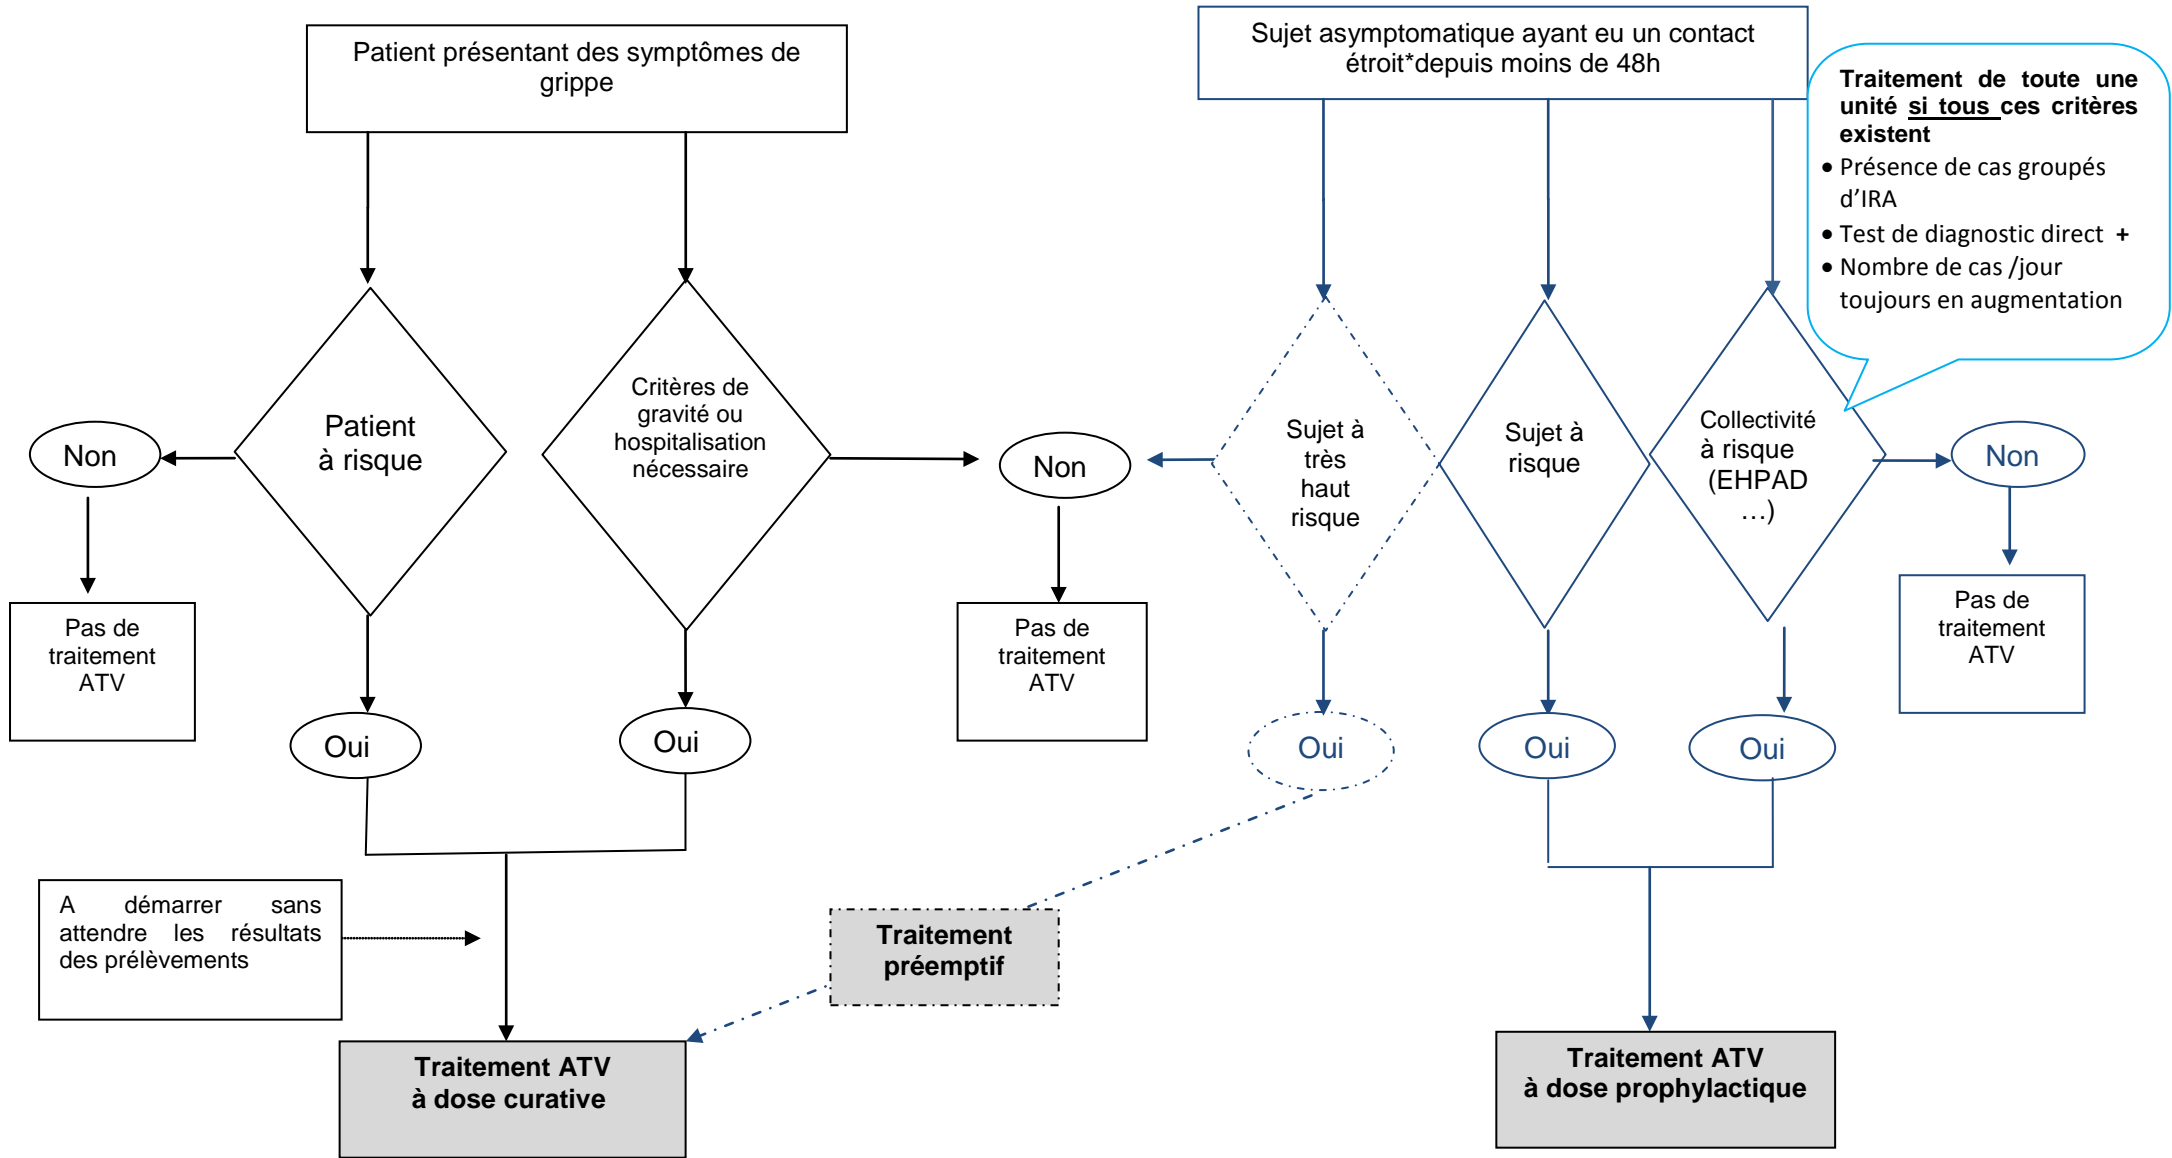 Patient présentant des symptômes de
grippe
Sujet asymptomatique ayant eu un contact
étroit*depuis moins de 48h
Traitement de toute une
unité si tous ces critères
existent
• Présence de cas groupés
d’IRA
• Test de diagnostic direct +
• Nombre de cas /jour
toujours en augmentation
Non
Patient
à risque
Critères de
gravité ou
hospitalisation
nécessaire
Non
Sujet à
très
haut
risque
Sujet à
risque
Collectivité
à risque
(EHPAD
…)
Non
Pas de
traitement
ATV
Pas de
traitement
ATV
Pas de
traitement
ATV
Oui
Oui
Oui
Oui
Oui
A démarrer sans
attendre les résultats
des prélèvements
Traitement
préemptif
Traitement ATV
à dose curative
Traitement ATV
à dose prophylactique